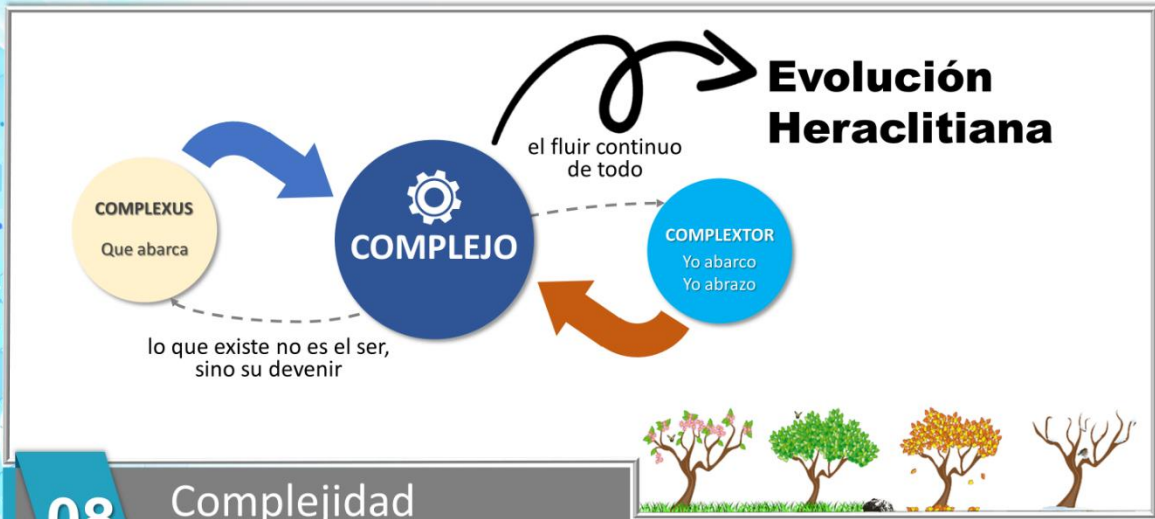 Evolución
Heraclitiana
el fluir continuo
de todo
COMPLEXUS
Que abarca
COMPLEJO
COMPLEXTOR
Yo abarco
Yo abrazo
lo que existe no es el ser,
sino su devenir
08
Complejidad